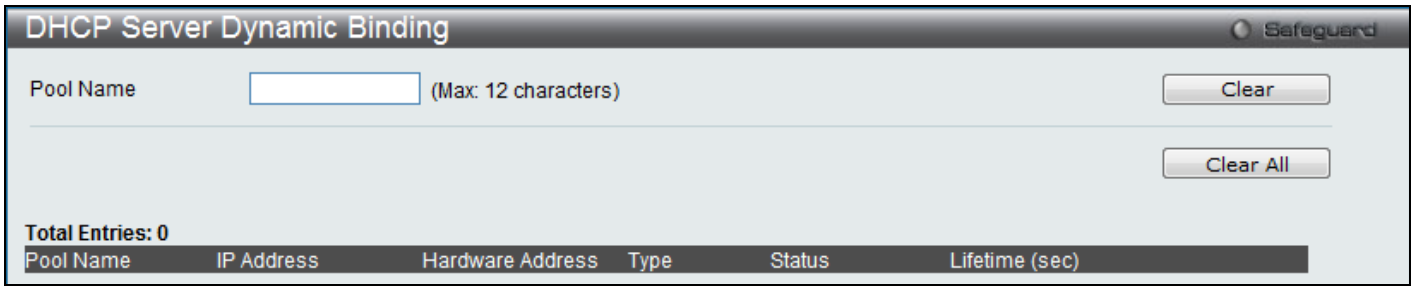 DHCP Server Dynamic Binding Safeguard
Pool Name (Max: 12 characters) Clear
Clear All
Total Entries: 0
Pool Name IP Address Hardware Address Type Status Lifetime (sec)